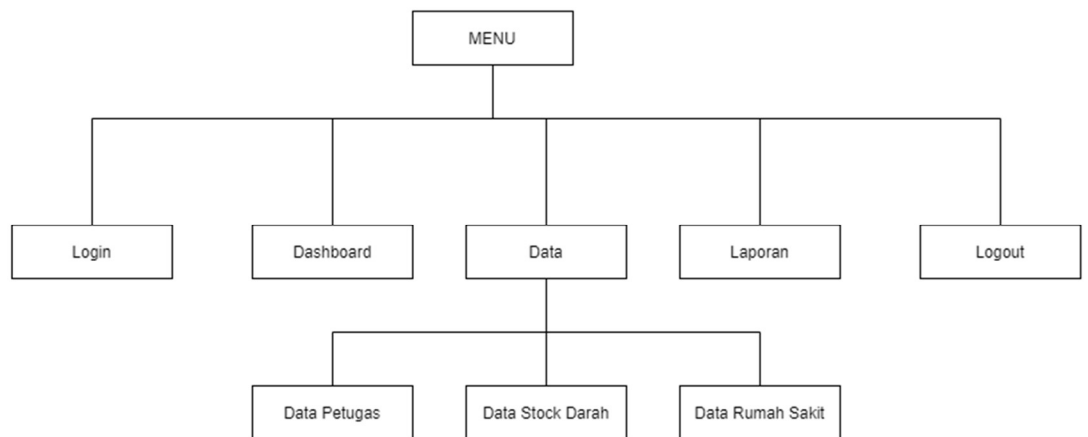 MENU
Login
Dashboard
Data
Laporan
Logout
Data Petugas
Data Stock Darah
Data Rumah Sakit